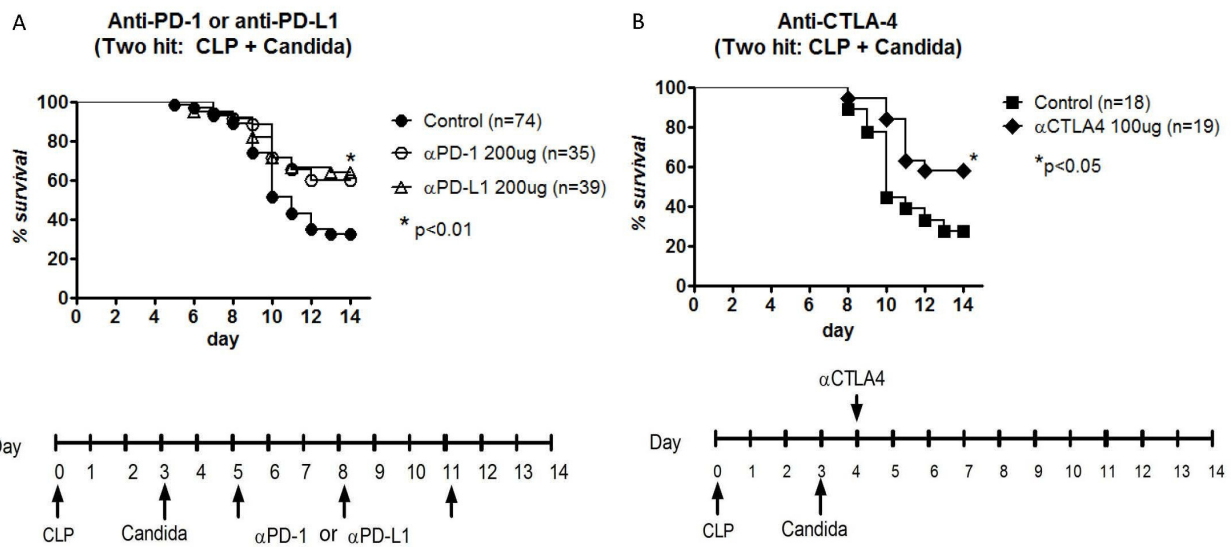 A
Anti-PD-1 or anti-PD-L1
(Two hit: CLP + Candida)
% survival
100
80
60
40
20
0
0 2 4 6 8 10 12 14
day
Control (n=74)
αPD-1 200ug (n=35)
αPD-L1 200ug (n=39)
* p<0.01
*
Day
0 1 2 3 4 5 6 7 8 9 10 11 12 13 14
CLP Candida αPD-1 or αPD-L1
B
Anti-CTLA-4
(Two hit: CLP + Candida)
% survival
100
80
60
40
20
0
0 2 4 6 8 10 12 14
day
Control (n=18)
αCTLA4 100ug (n=19)
*p<0.05
*
αCTLA4
Day
0 1 2 3 4 5 6 7 8 9 10 11 12 13 14
CLP Candida